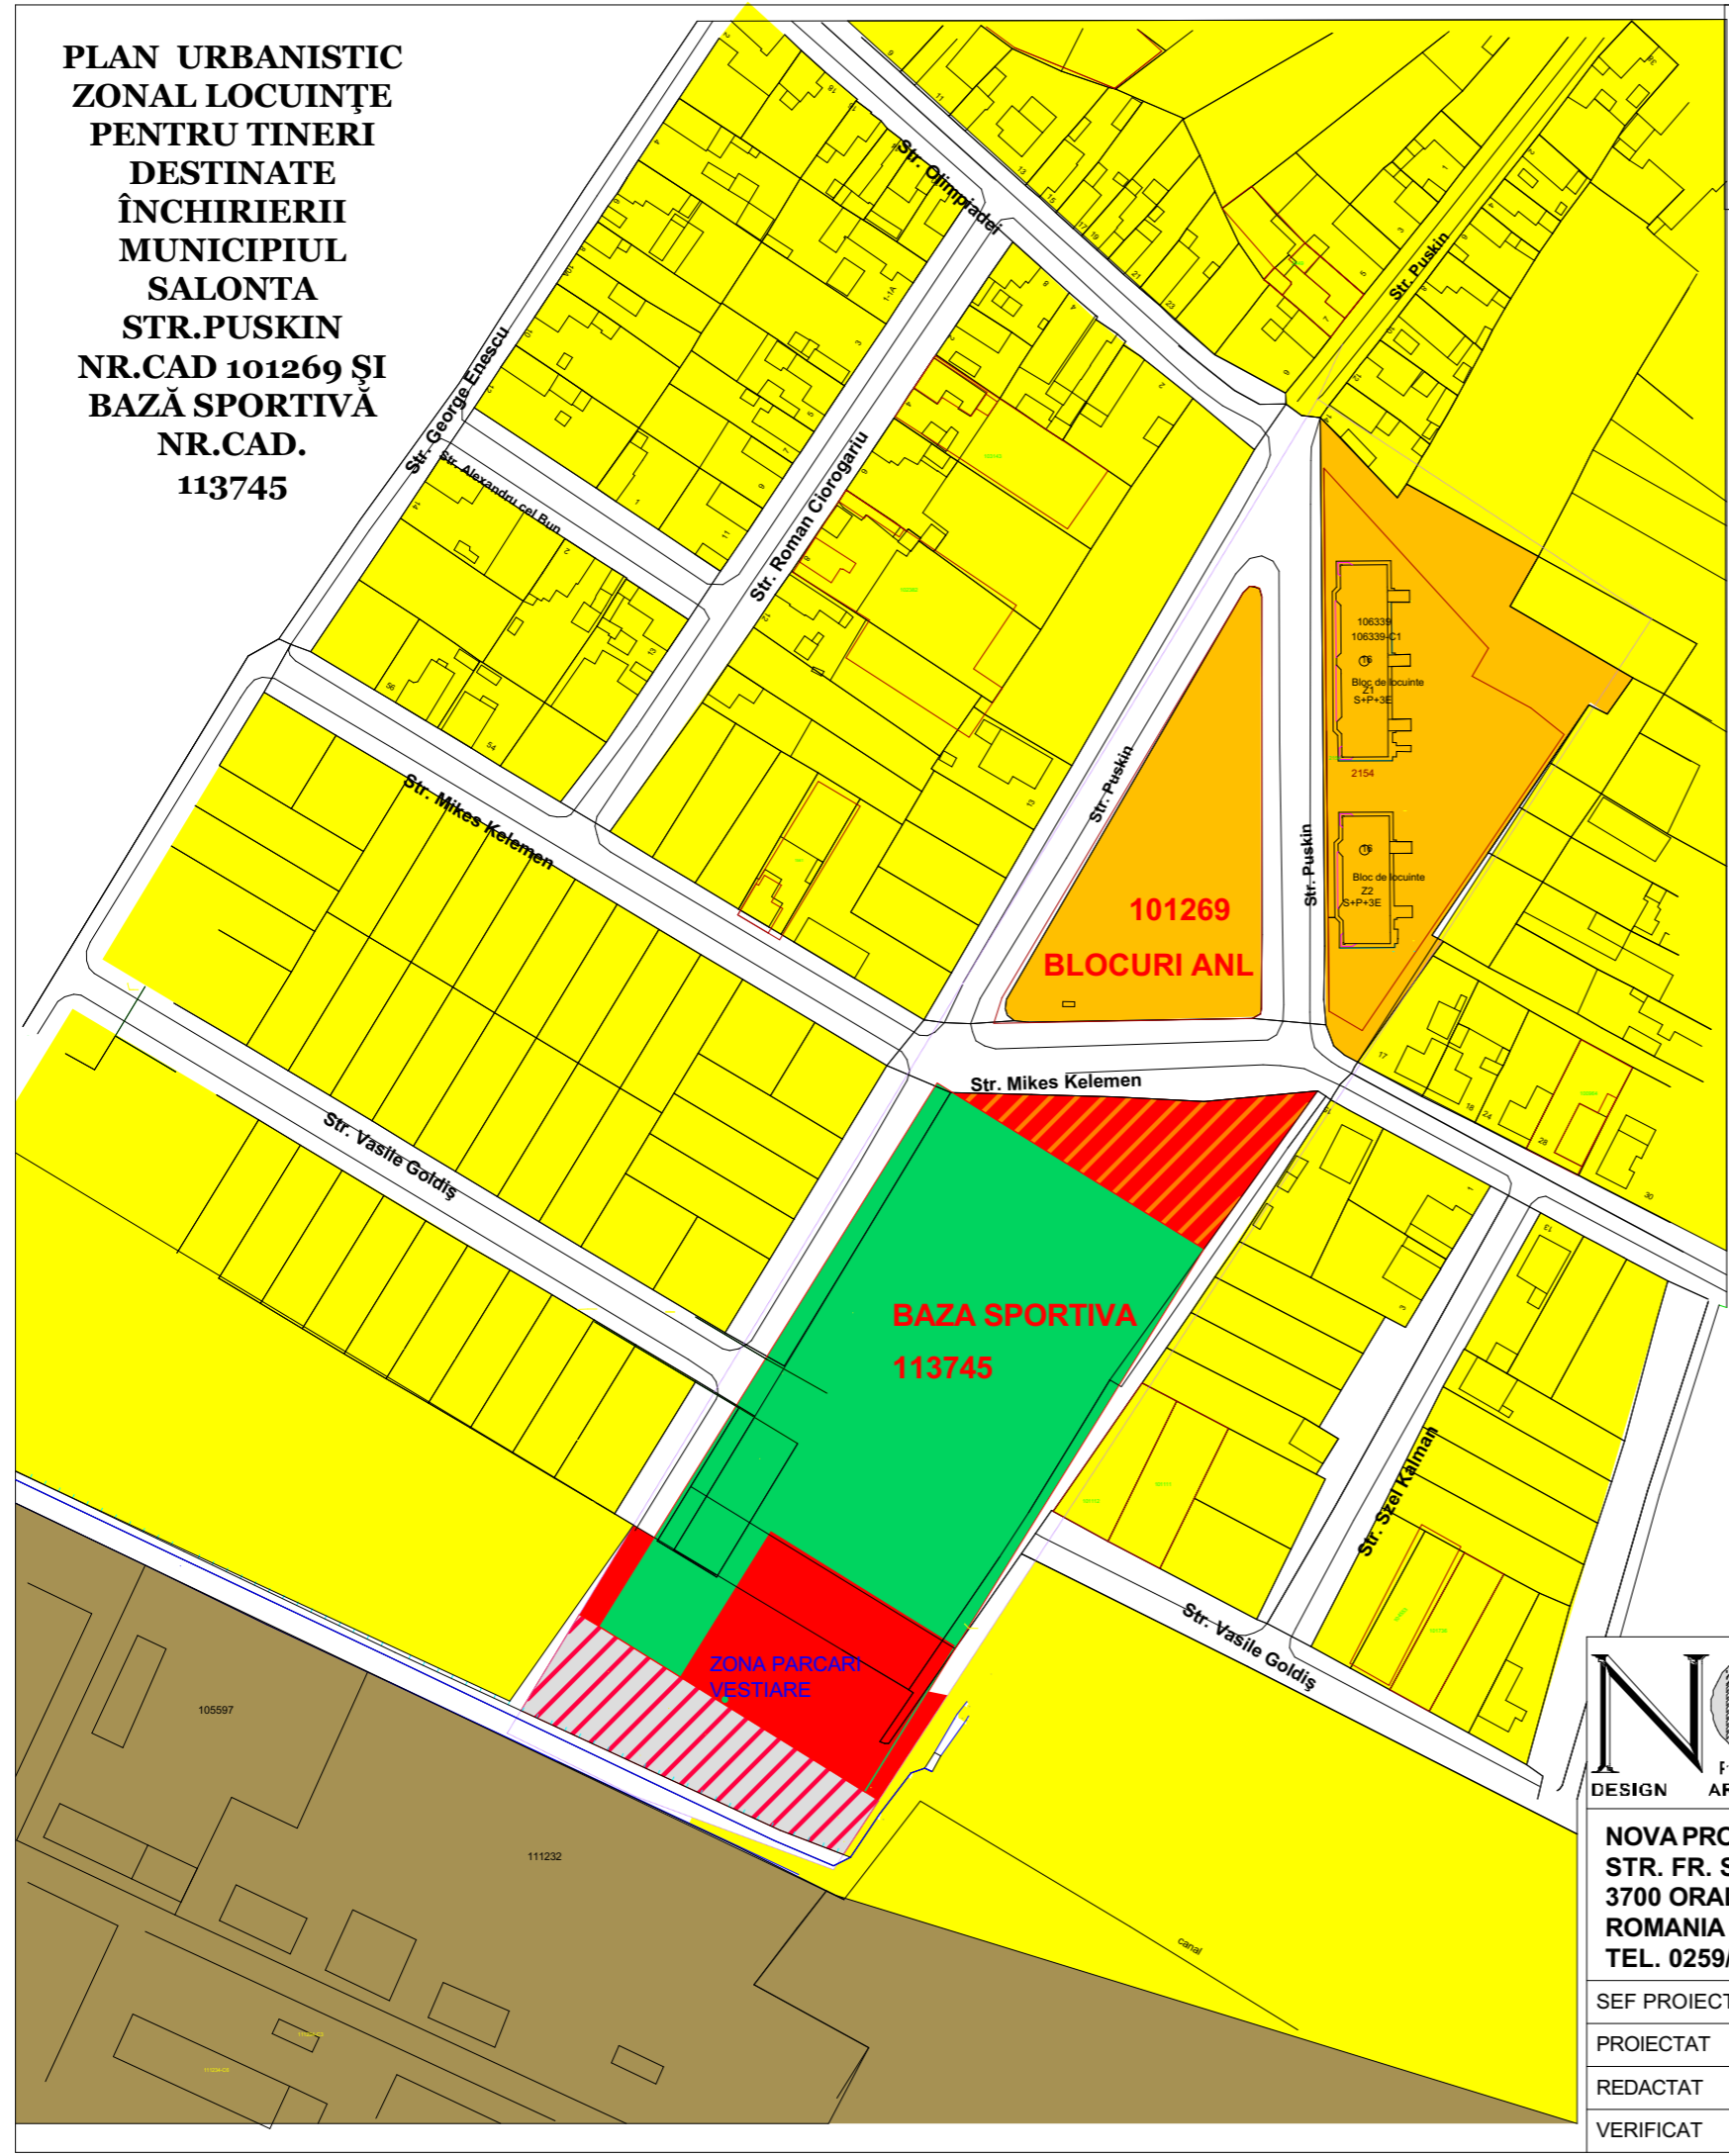 PLAN URBANISTIC
ZONAL LOCUINŢE
PENTRU TINERI
DESTINATE
ÎNCHIRIERII
MUNICIPIUL
SALONTA
STR.PUSKIN
NR.CAD 101269 ŞI
BAZĂ SPORTIVĂ
NR.CAD.
113745
Str. Olimpiadei
Str. Puskin
Str. George Enescu
Str. Alexandru cel Bun
Str. Roman Ciorogariu
Str. Mikes Kelemen
Str. Puskin
Str. Puskin
106339
106339-C1
16
Bloc de locuinte
Z1
S+P+3E
2154
16
Bloc de locuinte
Z2
S+P+3E
101269
BLOCURI ANL
Str. Mikes Kelemen
Str. Vasile Goldiş
BAZA SPORTIVA
113745
Str. Szel Kalman
Str. Vasile Goldiş
ZONA PARCARI
VESTIARE
105597
111232
canal
DESIGN
NOVA PRO
STR. FR. S
3700 ORA
ROMANIA
TEL. 0259/
SEF PROIECT
PROIECTAT
REDACTAT
VERIFICAT